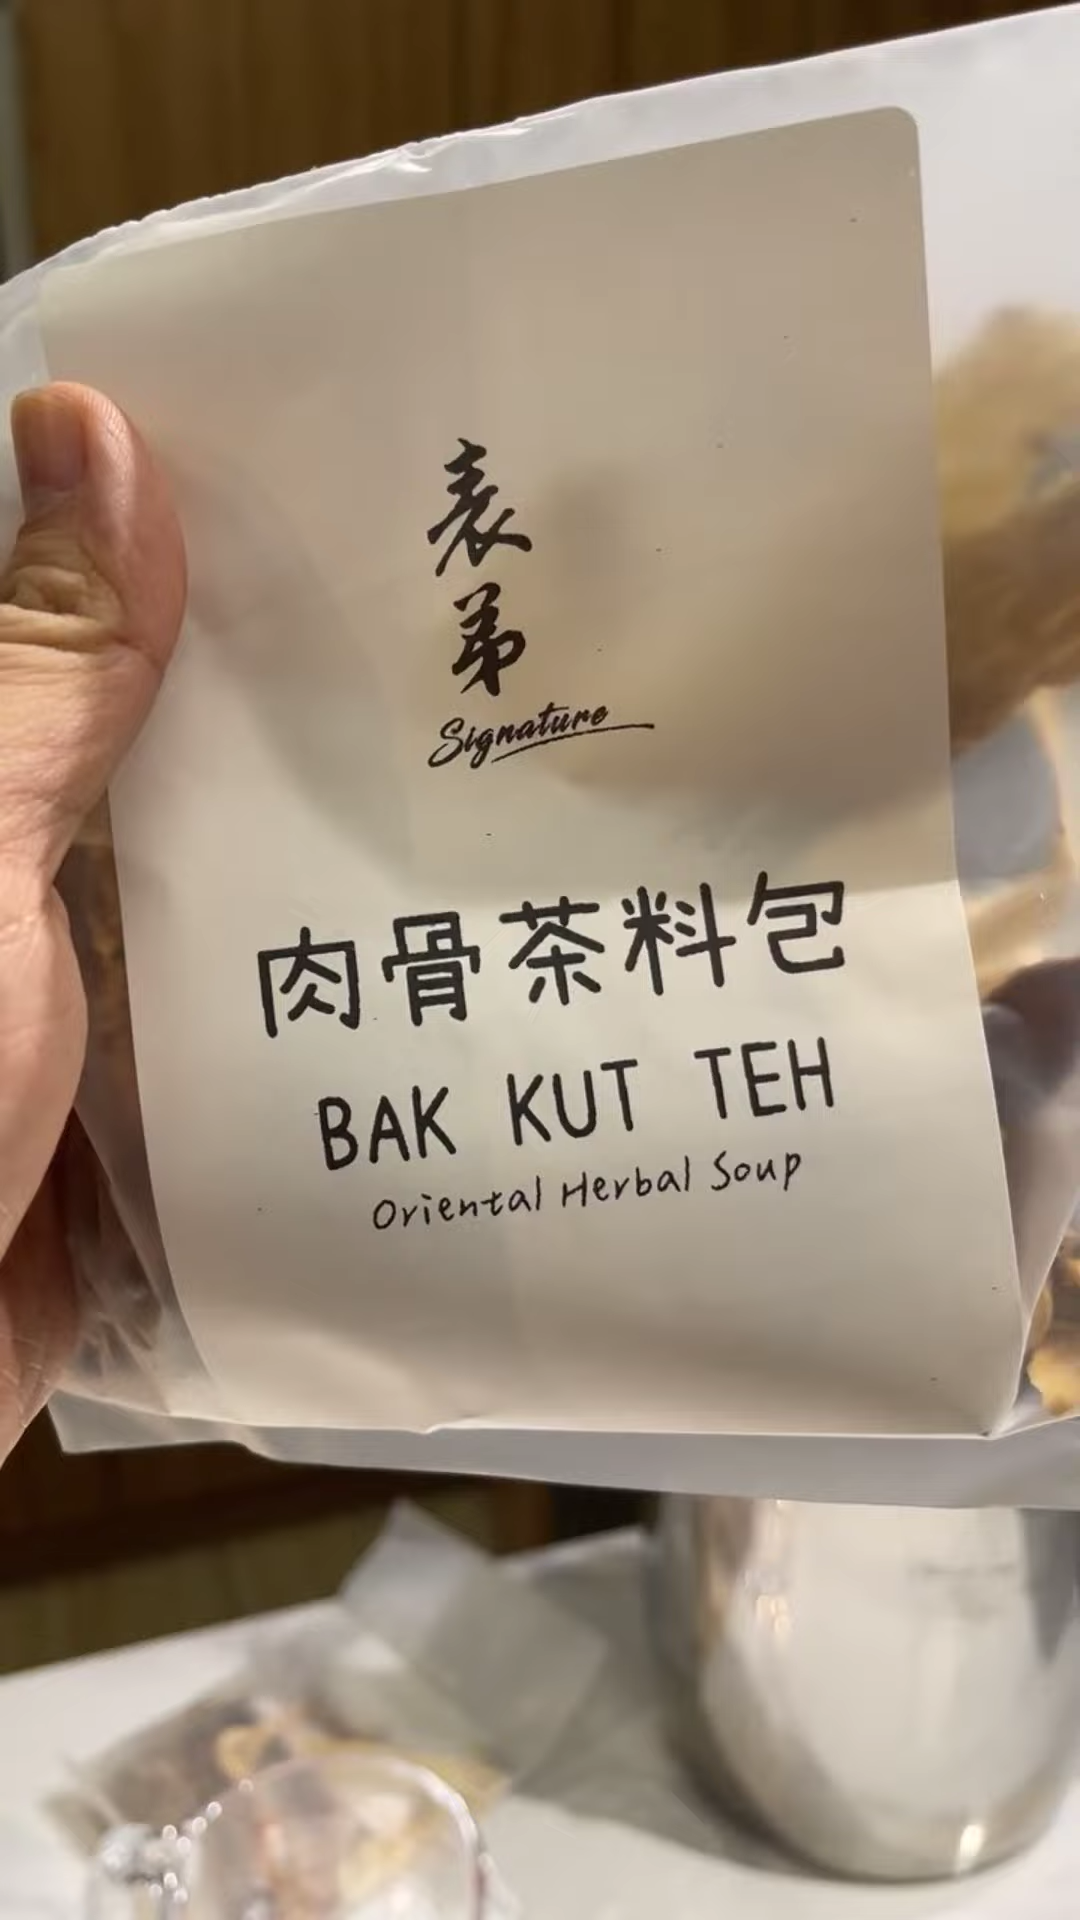 表
弟
Signature
肉骨茶料包
BAK KUT TEH
Oriental Herbal Soup